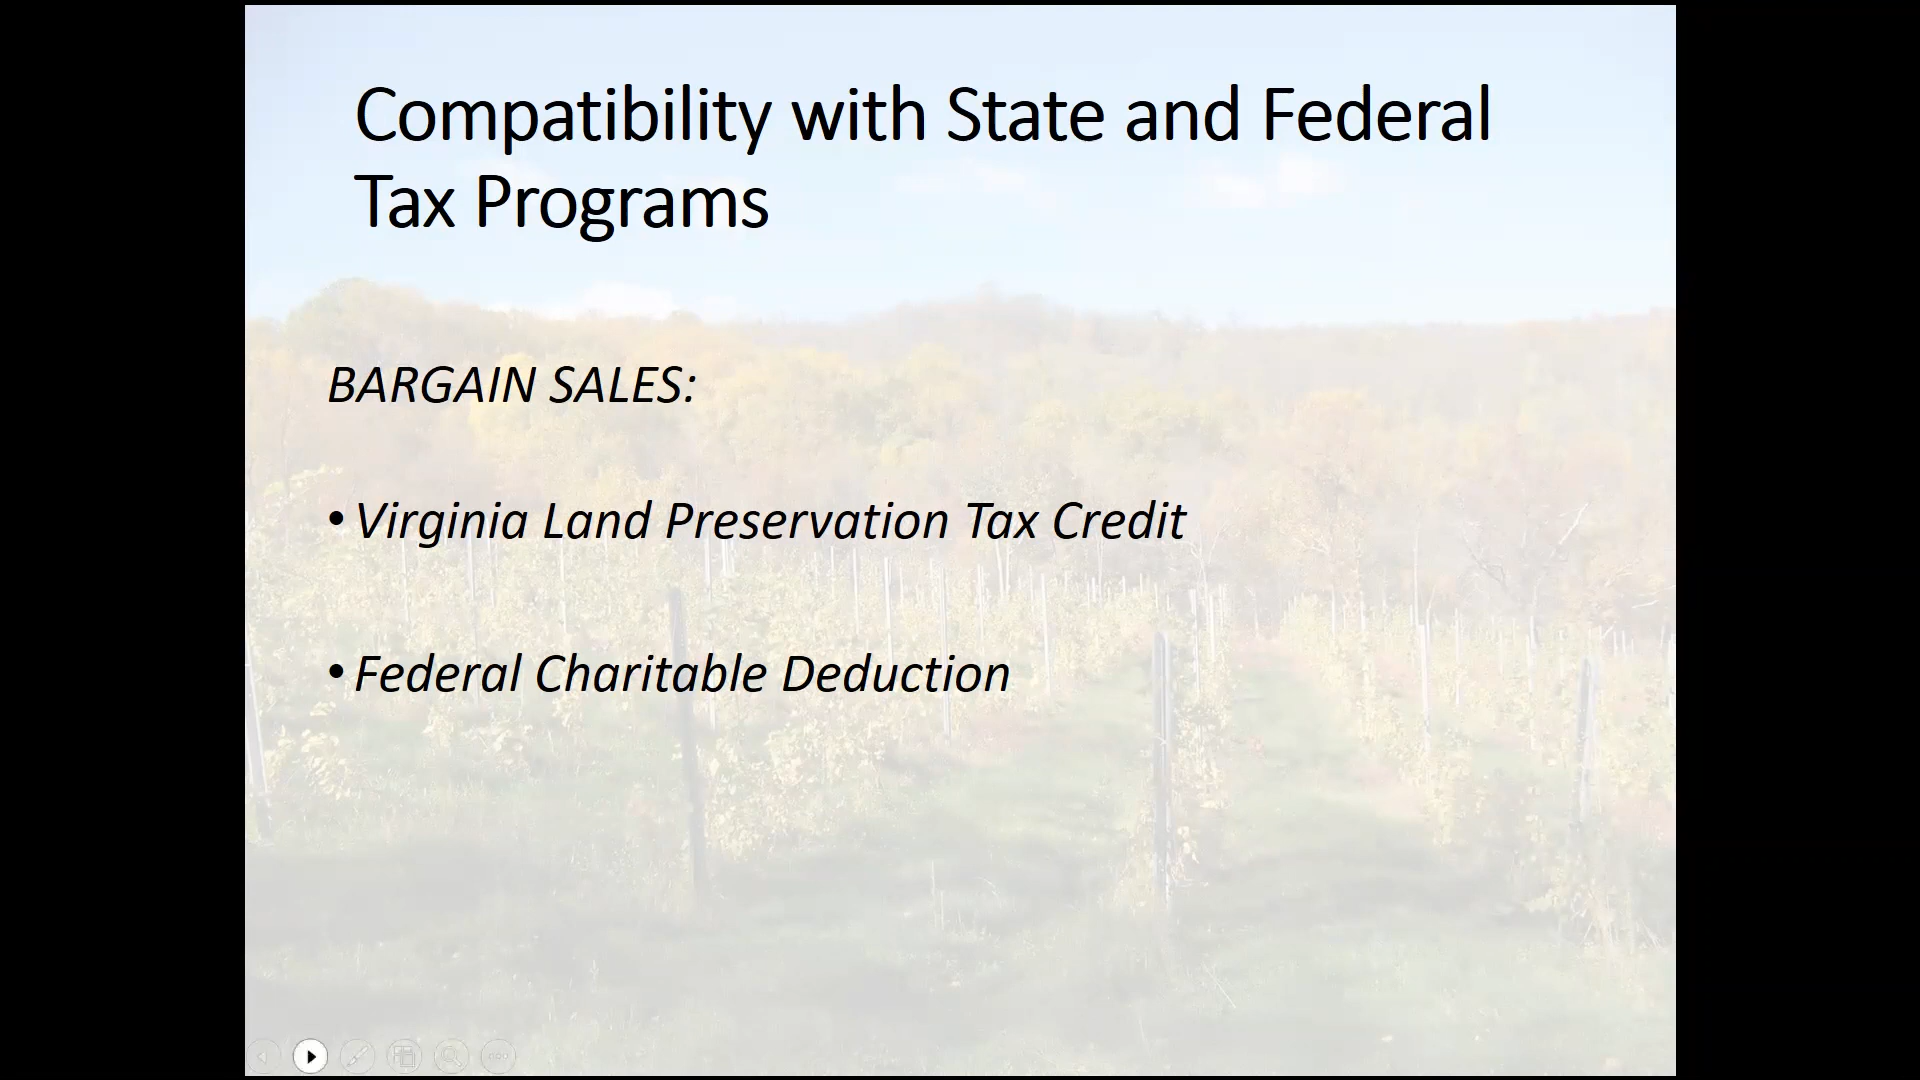 Compatibility with State and Federal
Tax Programs
BARGAIN SALES:
• Virginia Land Preservation Tax Credit
• Federal Charitable Deduction